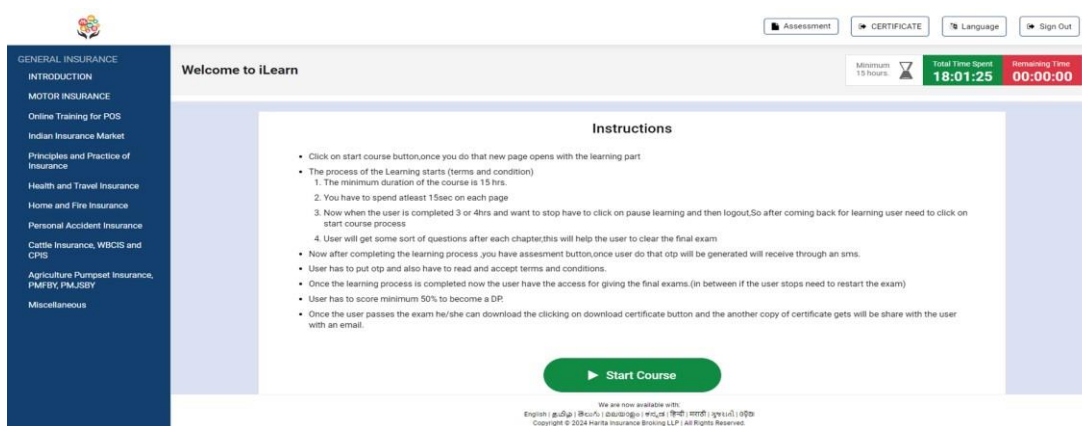 Assessment
CERTIFICATE
Language
Sign Out
GENERAL INSURANCE
INTRODUCTION
MOTOR INSURANCE
Online Training for POS
Indian Insurance Market
Principles and Practice of
Insurance
Health and Travel Insurance
Home and Fire Insurance
Personal Accident Insurance
Cattle Insurance, WBCIS and
CPIS
Agriculture Pumpset Insurance,
PMFBY, PMJSBY
Miscellaneous
Welcome to iLearn
Minimum
15 hours.
Total Time Spent
18:01:25
Remaining Time
00:00:00
Instructions
• Click on start course button,once you do that new page opens with the learning part
• The process of the Learning starts (terms and condition)
1. The minimum duration of the course is 15 hrs.
2. You have to spend atleast 15sec on each page
3. Now when the user is completed 3 or 4hrs and want to stop have to click on pause learning and then logout,So after coming back for learning user need to click on
start course process
4. User will get some sort of questions after each chapter,this will help the user to clear the final exam
• Now after completing the learning process ,you have assesment button,once user do that otp will be generated will receive through an sms.
• User has to put otp and also have to read and accept terms and conditions.
• Once the learning process is completed now the user have the access for giving the final exams.(in between if the user stops need to restart the exam)
• User has to score minimum 50% to become a DP.
• Once the user passes the exam he/she can download the clicking on download certificate button and the another copy of certificate gets will be share with the user
with an email.
Start Course
We are now available with:
English | தமிழ் | తెలుగు | മലയാളം | ಕನ್ನಡ | हिन्दी | मराठी | ગુજરાતી | ଓଡ଼ିଆ
Copyright © 2024 Harita Insurance Broking LLP | All Rights Reserved.